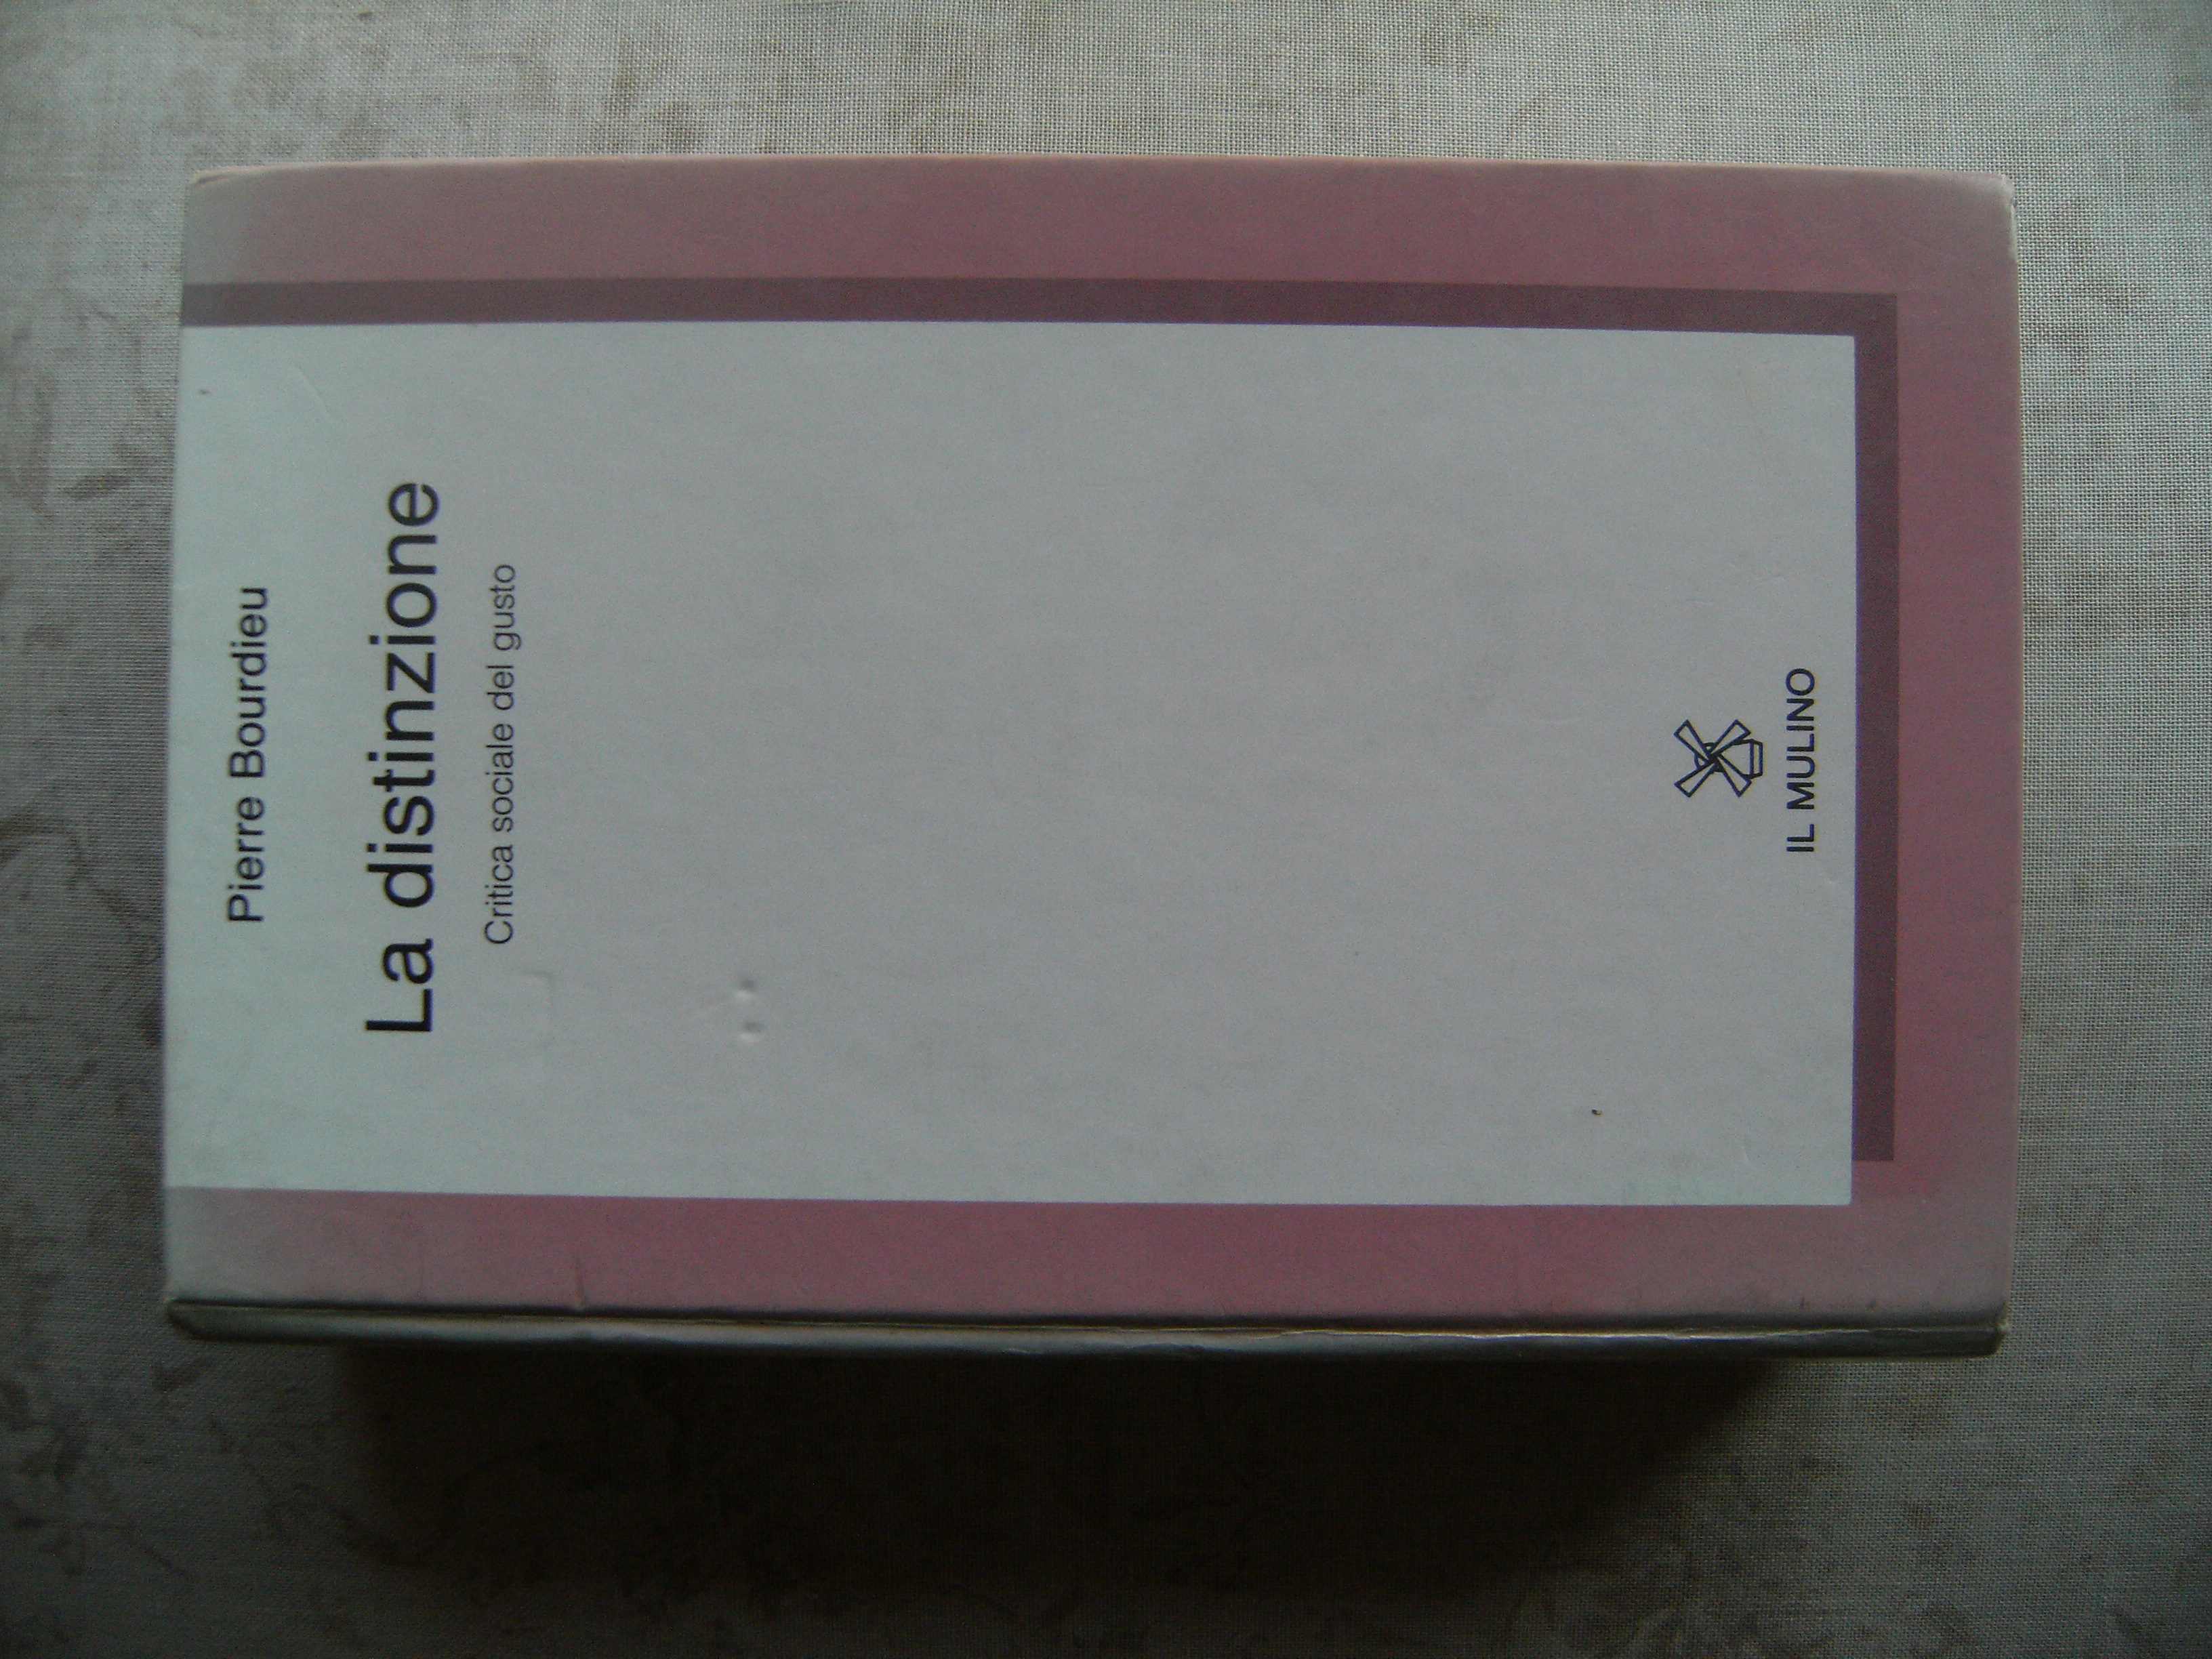 Pierre Bourdieu
La distinzione
Critica sociale del gusto
IL MULINO